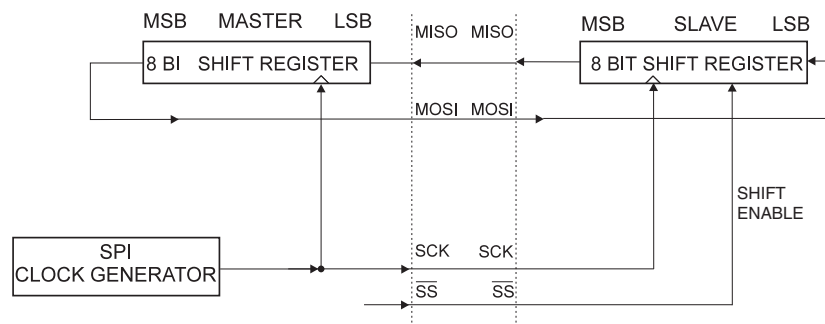 MSB MASTER LSB
MISO MISO
MSB SLAVE LSB
8 BI SHIFT REGISTER
8 BIT SHIFT REGISTER
MOSI MOSI
SHIFT
ENABLE
SPI
CLOCK GENERATOR
SCK SCK
SS SS